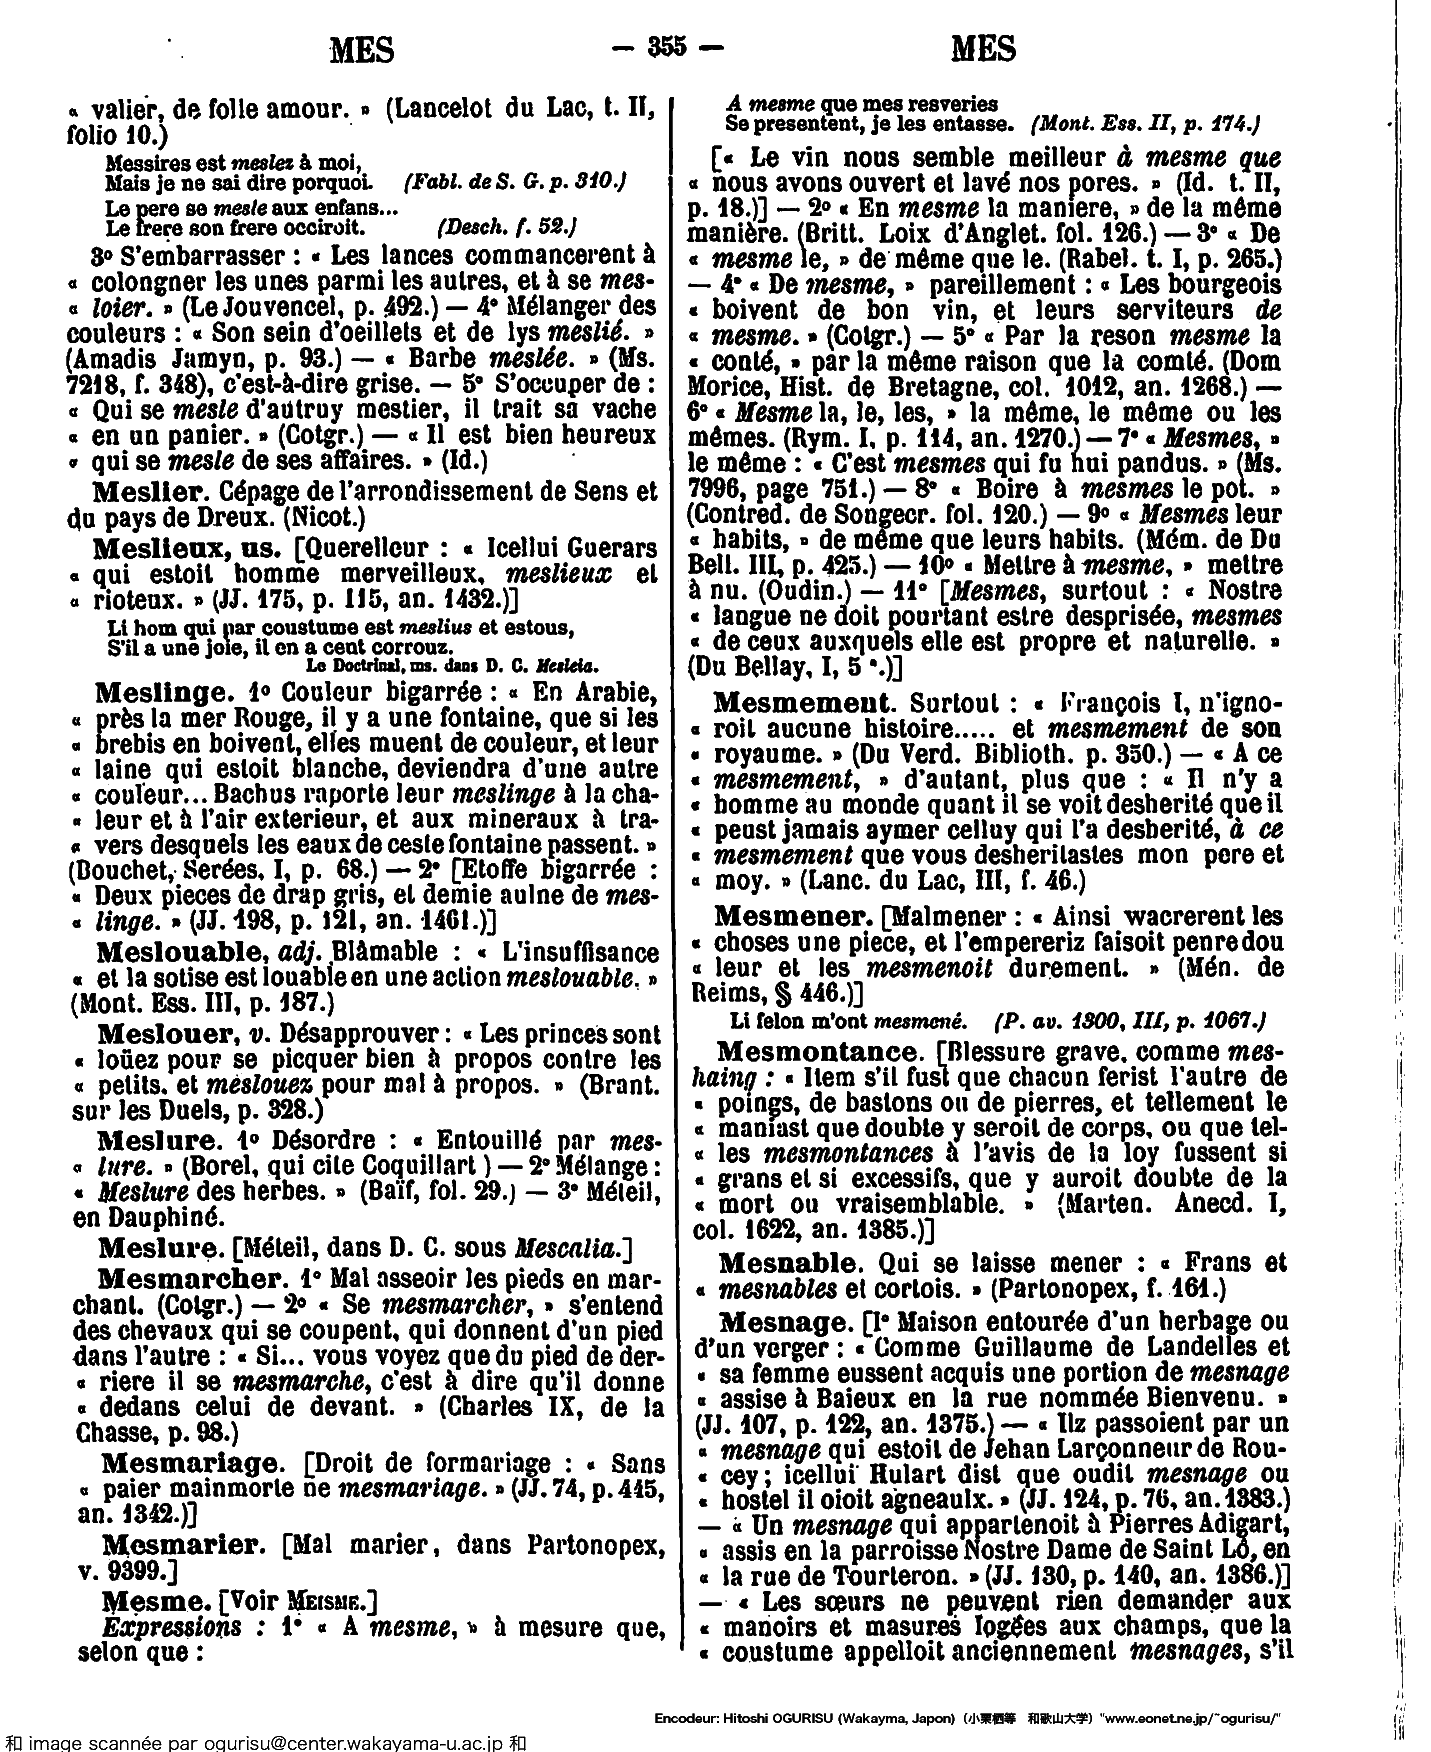 MES — 355 — MES
« valier, de folle amour. » (Lancelot du Lac, t. II,
folio 10.)
Messires est meslez à moi,
Mais je ne sai dire porquoi. (Fabl. de S. G. p. 310.)
Le pere se mesle aux enfans...
Le frere son frere occiroit. (Desch. f. 52.)
3º S'embarrasser : « Les lances commancerent à
« colongner les unes parmi les autres, et à se mes-
« loier. » (Le Jouvencel, p. 492.) — 4º Mélanger des
couleurs : « Son sein d'oeillets et de lys meslié. »
(Amadis Jamyn, p. 93.) — « Barbe meslée. » (Ms.
7218, f. 348), c'est-à-dire grise. — 5º S'occuper de :
« Qui se mesle d'autruy mestier, il trait sa vache
« en un panier. » (Cotgr.) — « Il est bien heureux
« qui se mesle de ses affaires. » (Id.)
Meslier. Cépage de l'arrondissement de Sens et
du pays de Dreux. (Nicot.)
Meslieux, us. [Querelleur : « Icellui Guerars
« qui estoit homme merveilleux, meslieux et
« rioteux. » (JJ. 175, p. 115, an. 1432.)]
Li hom qui par coustume est meslius et estous,
S'il a une joie, il en a cent corrouz.
Le Doctrinal, ms. dans D. C. Mesleia.
Meslinge. 1º Couleur bigarrée : « En Arabie,
« près la mer Rouge, il y a une fontaine, que si les
« brebis en boivent, elles muent de couleur, et leur
« laine qui estoit blanche, deviendra d'une autre
« couleur... Bachus raporte leur meslinge à la cha-
« leur et à l'air exterieur, et aux mineraux à tra-
« vers desquels les eaux de ceste fontaine passent. »
(Bouchet, Serées, I, p. 68.) — 2º [Etoffe bigarrée :
« Deux pieces de drap gris, et demie aulne de mes-
« linge. » (JJ. 198, p. 121, an. 1461.)]
Meslouable, adj. Blâmable : « L'insuffisance
« et la sotise est louable en une action meslouable. »
(Mont. Ess. III, p. 187.)
Meslouer, v. Désapprouver : « Les princes sont
« loüez pour se picquer bien à propos contre les
« petits, et meslouez pour mal à propos. » (Brant.
sur les Duels, p. 328.)
Meslure. 1º Désordre : « Entouillé par mes-
« lure. » (Borel, qui cite Coquillart) — 2º Mélange :
« Meslure des herbes. » (Baïf, fol. 29.) — 3º Méteil,
en Dauphiné.
Meslure. [Méteil, dans D. C. sous Mescalia.]
Mesmarcher. 1º Mal asseoir les pieds en mar-
chant. (Cotgr.) — 2º « Se mesmarcher, » s'entend
des chevaux qui se coupent, qui donnent d'un pied
dans l'autre : « Si... vous voyez que du pied de der-
« riere il se mesmarche, c'est à dire qu'il donne
« dedans celui de devant. » (Charles IX, de la
Chasse, p. 98.)
Mesmariage. [Droit de formariage : « Sans
« paier mainmorte ne mesmariage. » (JJ. 74, p. 445,
an. 1342.)]
Mesmarier. [Mal marier, dans Partonopex,
v. 9399.]
Mesme. [Voir MEISME.]
Expressions : 1º « A mesme, » à mesure que,
selon que :
A mesme que mes resveries
Se presentent, je les entasse. (Mont. Ess. II, p. 174.)
[« Le vin nous semble meilleur à mesme que
« nous avons ouvert et lavé nos pores. » (Id. t. II,
p. 18.)] — 2º « En mesme la maniere, » de la même
manière. (Britt. Loix d'Anglet. fol. 126.) — 3º « De
« mesme le, » de même que le. (Rabel. t. I, p. 265.)
— 4º « De mesme, » pareillement : « Les bourgeois
« boivent de bon vin, et leurs serviteurs de
« mesme. » (Cotgr.) — 5º « Par la reson mesme la
« conté, » par la même raison que la comté. (Dom
Morice, Hist. de Bretagne, col. 1012, an. 1268.) —
6º « Mesme la, le, les, » la même, le même ou les
mêmes. (Rym. I, p. 114, an. 1270.) — 7º « Mesmes, »
le même : « C'est mesmes qui fu hui pandus. » (Ms.
7996, page 751.) — 8º « Boire à mesmes le pot. »
(Contred. de Songecr. fol. 120.) — 9º « Mesmes leur
« habits, » de même que leurs habits. (Mém. de Du
Bell. III, p. 425.) — 10º « Mettre à mesme, » mettre
à nu. (Oudin.) — 11º [Mesmes, surtout : « Nostre
« langue ne doit pourtant estre desprisée, mesmes
« de ceux auxquels elle est propre et naturelle. »
(Du Bellay, I, 5 ª.)]
Mesmement. Surtout : « François I, n'igno-
« roit aucune histoire..... et mesmement de son
« royaume. » (Du Verd. Biblioth. p. 350.) — « A ce
« mesmement, » d'autant, plus que : « Il n'y a
« homme au monde quant il se voit desherité que il
« peust jamais aymer celluy qui l'a desherité, à ce
« mesmement que vous desheritastes mon pere et
« moy. » (Lanc. du Lac, III, f. 46.)
Mesmener. [Malmener : « Ainsi wacrerent les
« choses une piece, et l'empereriz faisoit penre dou
« leur et les mesmenoit durement. » (Mén. de
Reims, § 446.)]
Li felon m'ont mesmené. (P. av. 1300, III, p. 1067.)
Mesmontance. [Blessure grave, comme mes-
haing : « Item s'il fust que chacun ferist l'autre de
« poings, de bastons ou de pierres, et tellement le
« maniast que double y seroit de corps, ou que tel-
« les mesmontances à l'avis de la loy fussent si
« grans et si excessifs, que y auroit doubte de la
« mort ou vraisemblable. » (Marten. Anecd. I,
col. 1622, an. 1385.)]
Mesnable. Qui se laisse mener : « Frans et
« mesnables et cortois. » (Partonopex, f. 161.)
Mesnage. [1º Maison entourée d'un herbage ou
d'un verger : « Comme Guillaume de Landelles et
« sa femme eussent acquis une portion de mesnage
« assise à Baieux en la rue nommée Bienvenu. »
(JJ. 107, p. 122, an. 1375.) — « Ilz passoient par un
« mesnage qui estoit de Jehan Larçonneur de Rou-
« cey ; icellui Hulart dist que oudit mesnage ou
« hostel il oioit agneaulx. » (JJ. 124, p. 76, an. 1383.)
— « Un mesnage qui appartenoit à Pierres Adigart,
« assis en la parroisse Nostre Dame de Saint Lô, en
« la rue de Tourteron. » (JJ. 130, p. 140, an. 1386.)]
— « Les sœurs ne peuvent rien demander aux
« manoirs et masures logées aux champs, que la
« coustume appelloit anciennement mesnages, s'il
Encodeur: Hitoshi OGURISU (Wakayma, Japon) (小栗栖等 和歌山大学) "www.eonet.ne.jp/~ogurisu/"
和 image scannée par ogurisu@center.wakayama-u.ac.jp 和